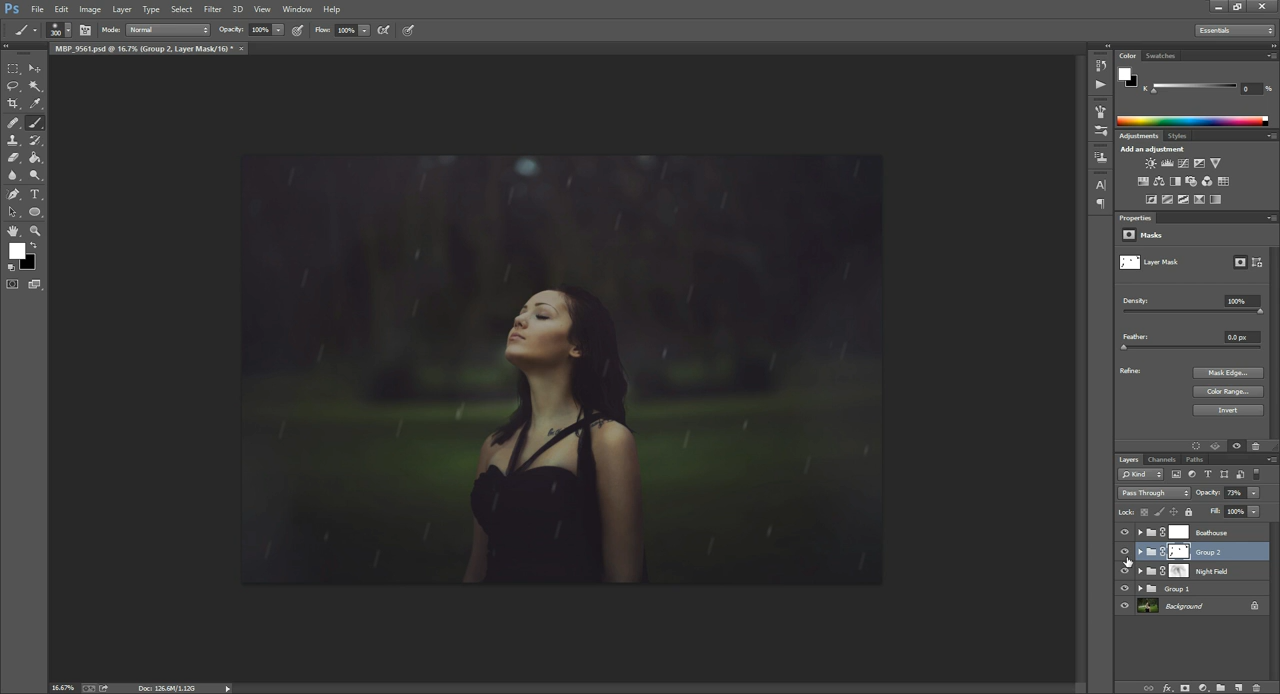 Ps File Edit Image Layer Type Select Filter 3D View Window Help
300 Mode: Normal Opacity: 100% Flow: 100% Essentials
MBP_9561.psd @ 16.7% (Group 2, Layer Mask/16) * ×
Color Swatches
K 0 %
Adjustments Styles
Add an adjustment
Properties
Masks
Layer Mask
Density: 100%
Feather: 0.0 px
Refine: Mask Edge...
Color Range...
Invert
Layers Channels Paths
Kind T
Pass Through Opacity: 73%
Lock: Fill: 100%
Boathouse
Group 2
Night Field
Group 1
Background
16.67% Doc: 126.6M/1.12G fx